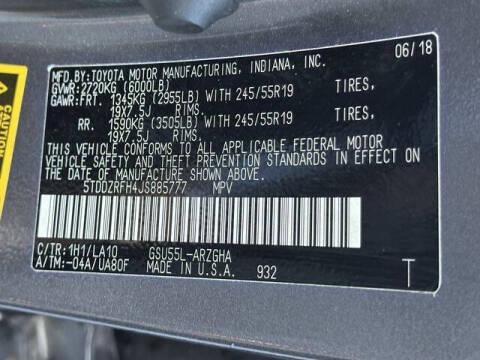 MFD.BY:TOYOTA MOTOR MANUFACTURING, INDIANA, INC. 06/18
GVWR:2720KG (6000LB)
GAWR:FRT. 1345KG (2955LB) WITH 245/55R19 TIRES,
19X7.5J RIMS.
RR. 1590KG (3505LB) WITH 245/55R19 TIRES,
19X7.5J RIMS.
THIS VEHICLE CONFORMS TO ALL APPLICABLE FEDERAL MOTOR
VEHICLE SAFETY AND THEFT PREVENTION STANDARDS IN EFFECT
ON THE DATE OF MANUFACTURE SHOWN ABOVE.
5TDDZRFH4JS885777 MPV
C/TR:1H1/LA10 GSU55L-ARZGHA
A/TM:-04A/UA80F MADE IN U.S.A. 932 T
CAUTION